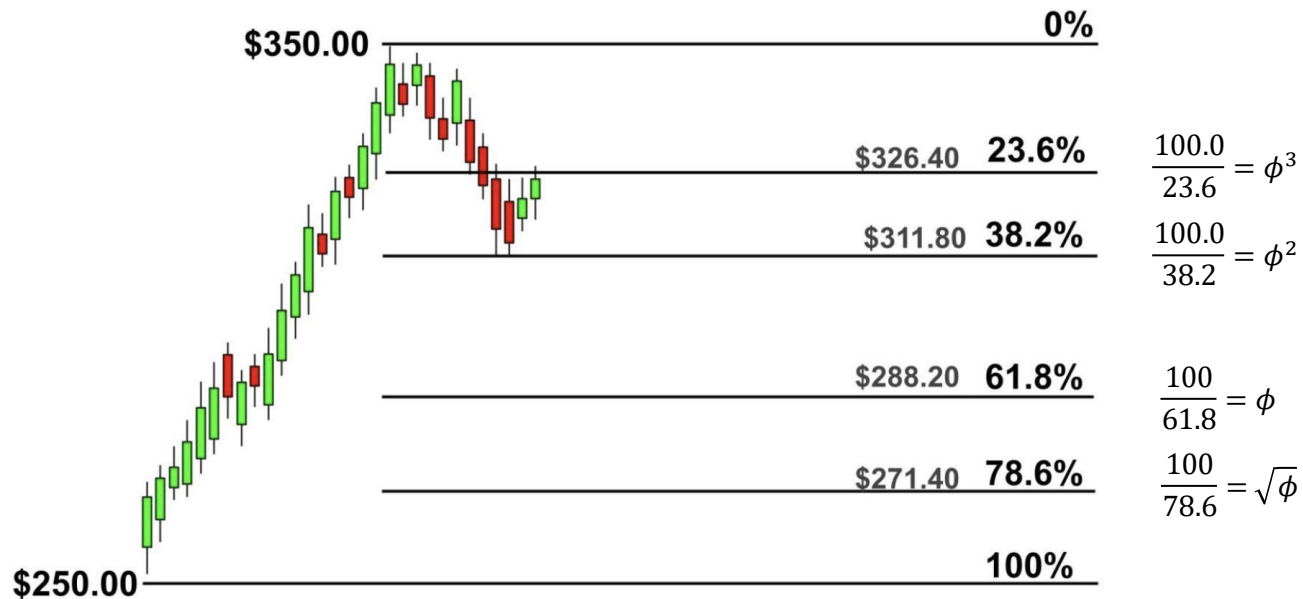 $350.00 0%
$326.40 23.6% 100.0/23.6 = ϕ³
$311.80 38.2% 100.0/38.2 = ϕ²
$288.20 61.8% 100/61.8 = ϕ
$271.40 78.6% 100/78.6 = √ϕ
$250.00 100%